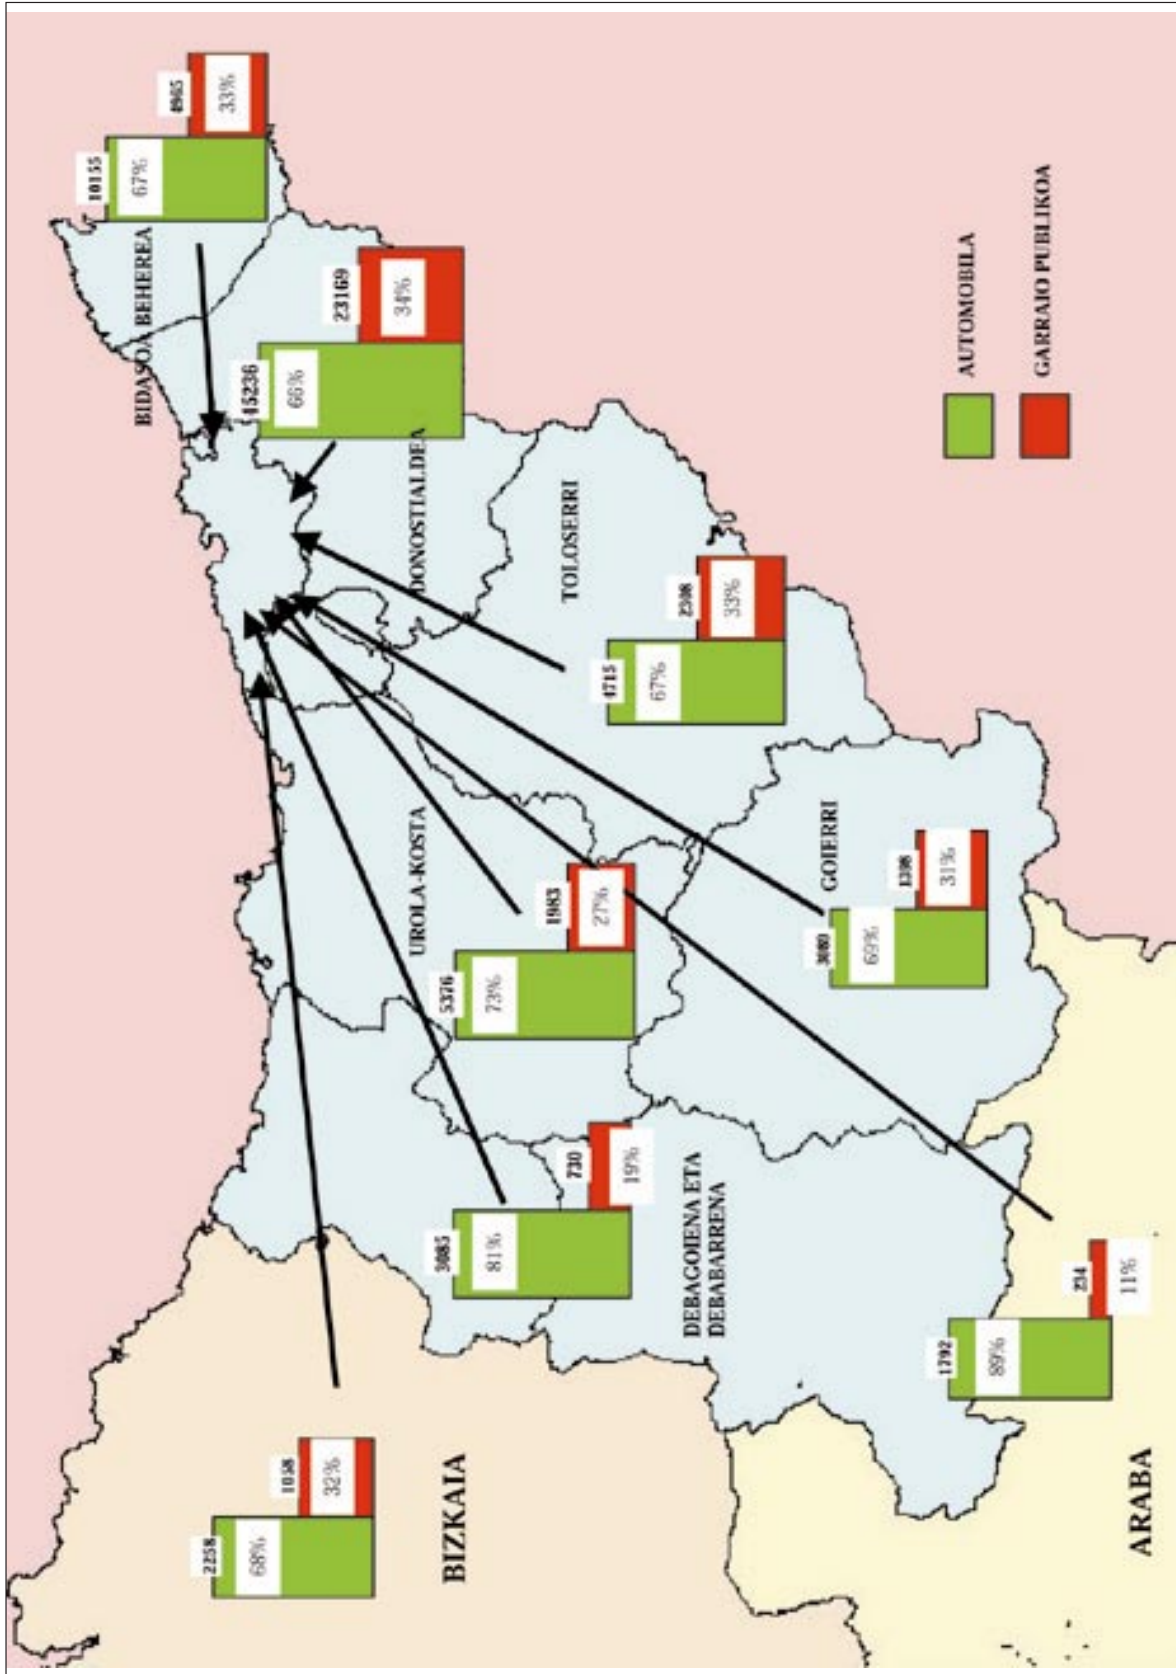 10155
4965
67%
33%
BIDASOA BEHEREA
45236
23169
66%
34%
DONOSTIALDEA
TOLOSERRI
4715
2308
67%
33%
UROLA-KOSTA
5376
1983
73%
27%
GOIERRI
3080
1398
69%
31%
3085
730
81%
19%
DEBAGOIENA ETA
DEBABARRENA
2258
1058
68%
32%
BIZKAIA
1792
234
89%
11%
ARABA
AUTOMOBILA
GARRAIO PUBLIKOA